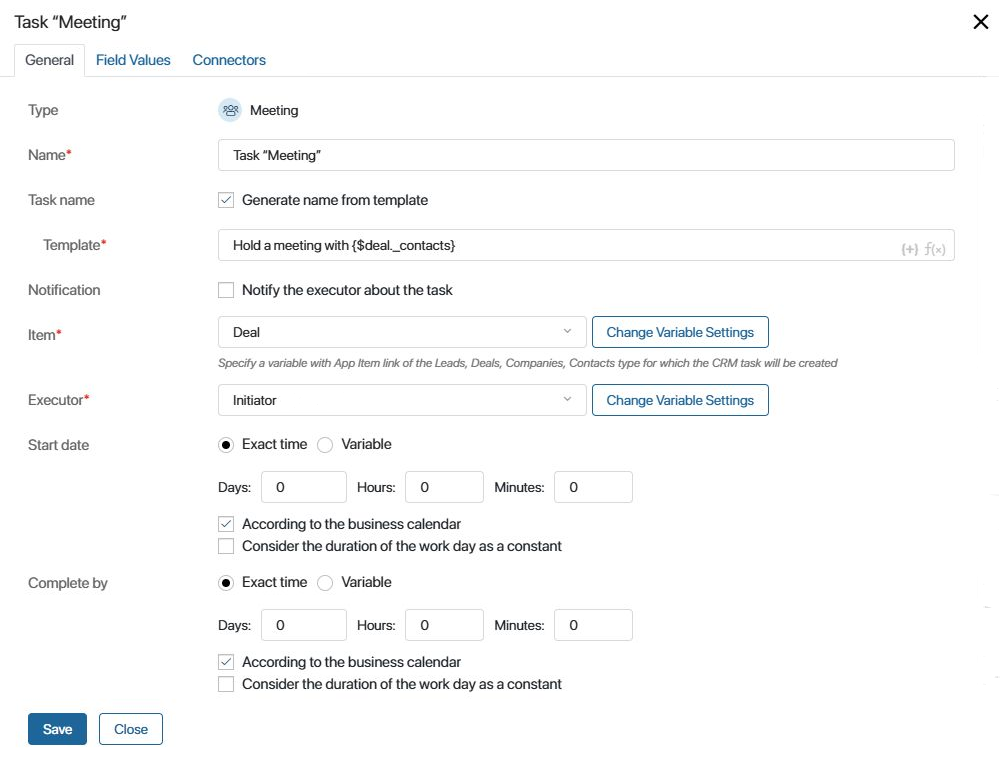 Task “Meeting”
General Field Values Connectors
Type Meeting
Name* Task “Meeting”
Task name Generate name from template
Template* Hold a meeting with {$deal._contacts} {+} f(x)
Notification Notify the executor about the task
Item* Deal Change Variable Settings
Specify a variable with App Item link of the Leads, Deals, Companies, Contacts type for which the CRM task will be created
Executor* Initiator Change Variable Settings
Start date Exact time Variable
Days: 0 Hours: 0 Minutes: 0
According to the business calendar
Consider the duration of the work day as a constant
Complete by Exact time Variable
Days: 0 Hours: 0 Minutes: 0
According to the business calendar
Consider the duration of the work day as a constant
Save Close